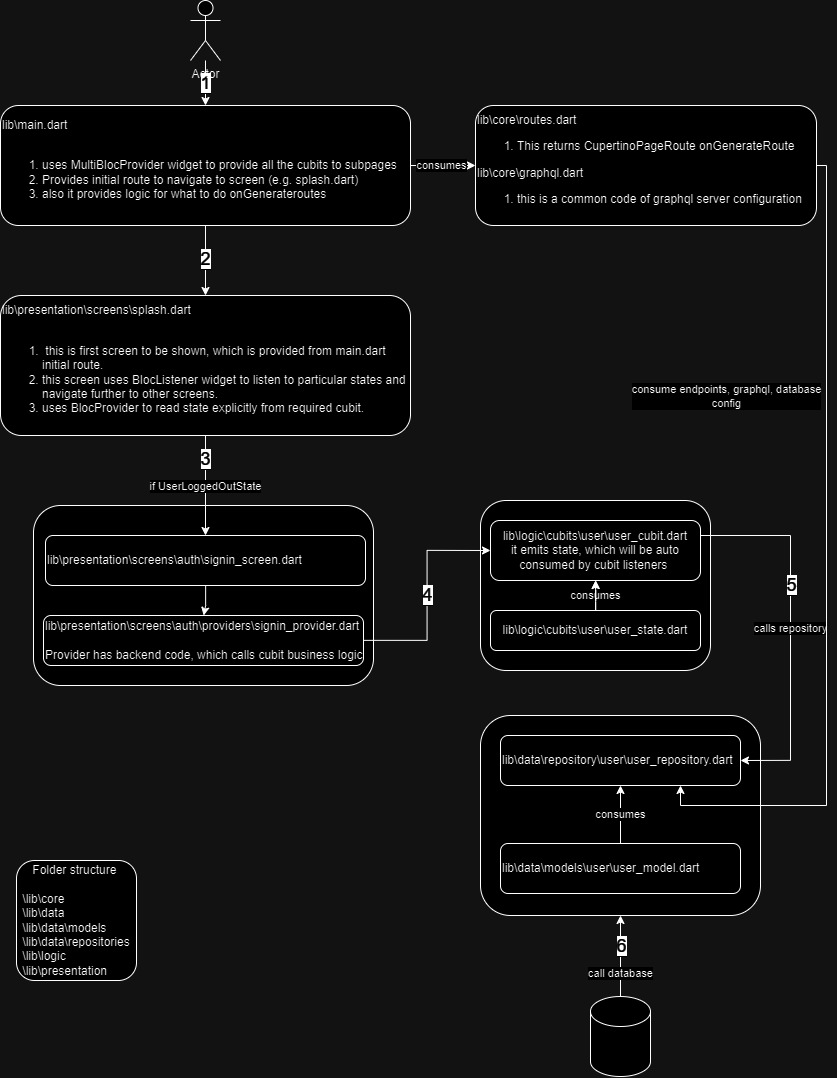 Actor
1
lib\main.dart
1. uses MultiBlocProvider widget to provide all the cubits to subpages
2. Provides initial route to navigate to screen (e.g. splash.dart)
3. also it provides logic for what to do onGenerateroutes
consumes
lib\core\routes.dart
1. This returns CupertinoPageRoute onGenerateRoute
lib\core\graphql.dart
1. this is a common code of graphql server configuration
2
lib\presentation\screens\splash.dart
1. this is first screen to be shown, which is provided from main.dart
initial route.
2. this screen uses BlocListener widget to listen to particular states and
navigate further to other screens.
3. uses BlocProvider to read state explicitly from required cubit.
consume endpoints, graphql, database
config
3
if UserLoggedOutState
lib\presentation\screens\auth\signin_screen.dart
lib\presentation\screens\auth\providers\signin_provider.dart
Provider has backend code, which calls cubit business logic
4
lib\logic\cubits\user\user_cubit.dart
it emits state, which will be auto
consumed by cubit listeners
consumes
lib\logic\cubits\user\user_state.dart
5
calls repository
lib\data\repository\user\user_repository.dart
consumes
lib\data\models\user\user_model.dart
6
call database
Folder structure
\lib\core
\lib\data
\lib\data\models
\lib\data\repositories
\lib\logic
\lib\presentation